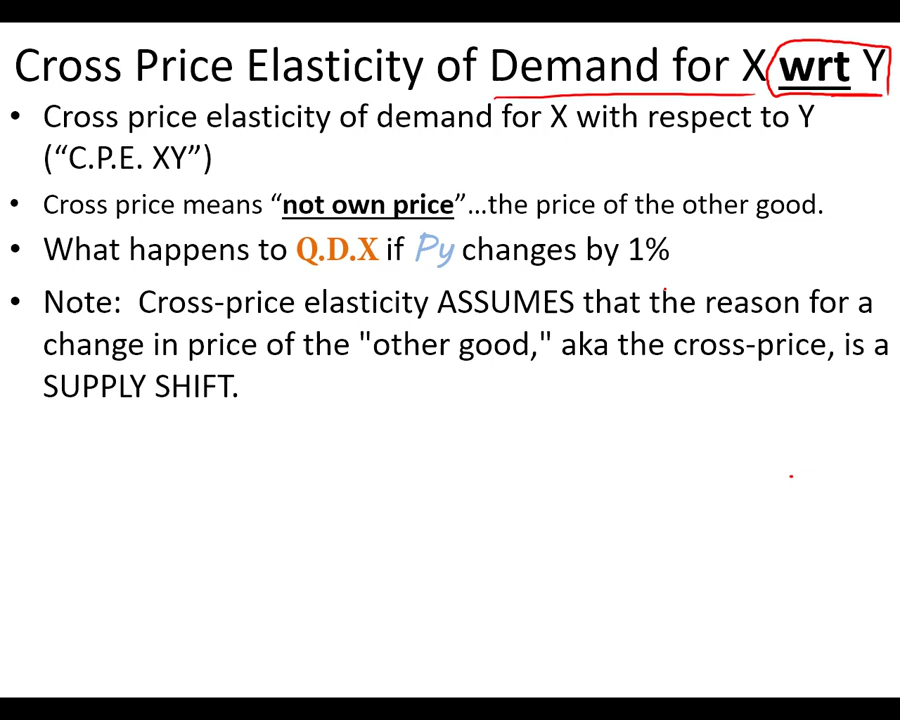 Cross Price Elasticity of Demand for X wrt Y
• Cross price elasticity of demand for X with respect to Y
(“C.P.E. XY”)
• Cross price means “not own price”…the price of the other good.
• What happens to Q.D.X if Py changes by 1%
• Note:  Cross-price elasticity ASSUMES that the reason for a
change in price of the "other good," aka the cross-price, is a
SUPPLY SHIFT.